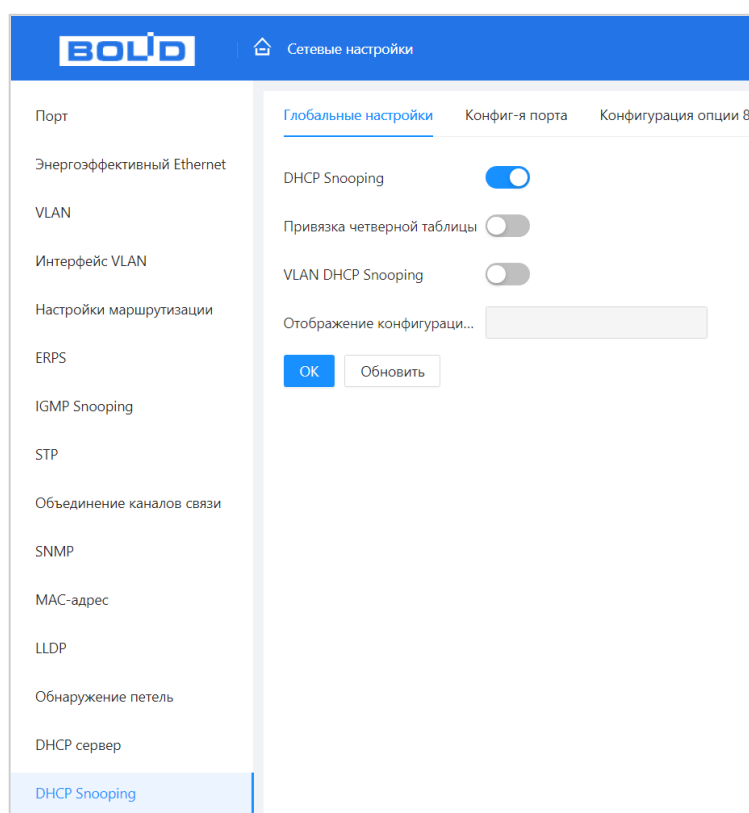 BOLID
Сетевые настройки
Порт
Энергоэффективный Ethernet
VLAN
Интерфейс VLAN
Настройки маршрутизации
ERPS
IGMP Snooping
STP
Объединение каналов связи
SNMP
MAC-адрес
LLDP
Обнаружение петель
DHCP сервер
DHCP Snooping
Глобальные настройки Конфиг-я порта Конфигурация опции 8
DHCP Snooping
Привязка четверной таблицы
VLAN DHCP Snooping
Отображение конфигураци...
OK Обновить